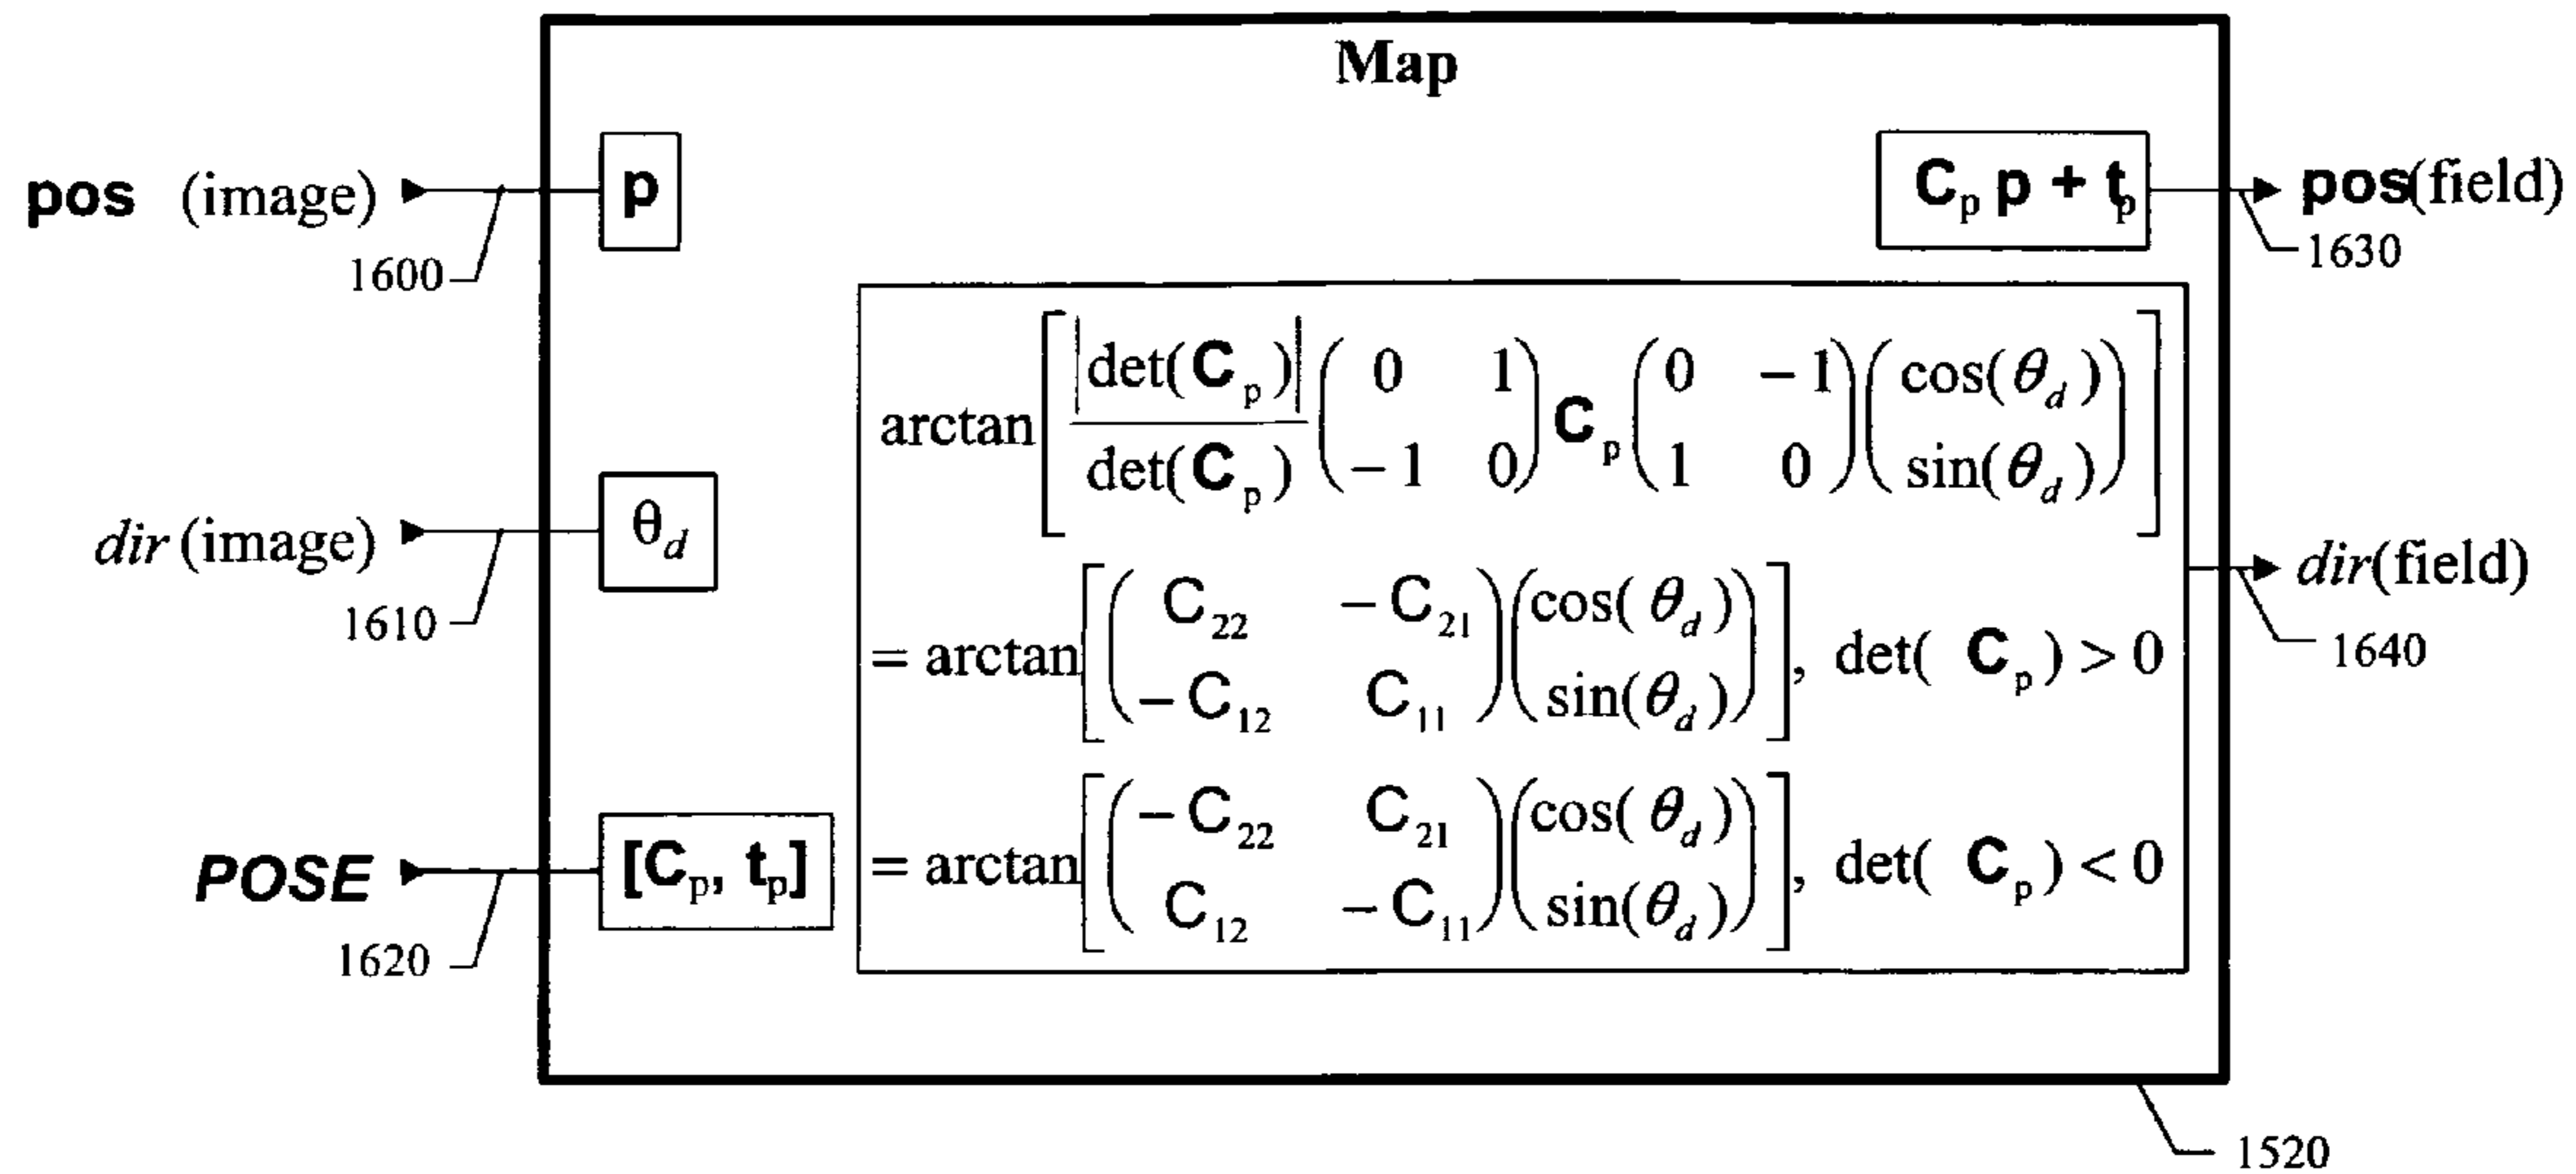 Map
pos (image)
1600
p
C_p p + t_p
pos(field)
1630
arctan[ |det(C_p)| / det(C_p) ( 0 1 ; -1 0 ) C_p ( 0 -1 ; 1 0 ) ( cos(θ_d) ; sin(θ_d) ) ]
dir (image)
1610
θ_d
= arctan[ ( C_22 -C_21 ; -C_12 C_11 ) ( cos(θ_d) ; sin(θ_d) ) ], det( C_p ) > 0
dir(field)
1640
POSE
1620
[C_p, t_p]
= arctan[ ( -C_22 C_21 ; C_12 -C_11 ) ( cos(θ_d) ; sin(θ_d) ) ], det( C_p ) < 0
1520